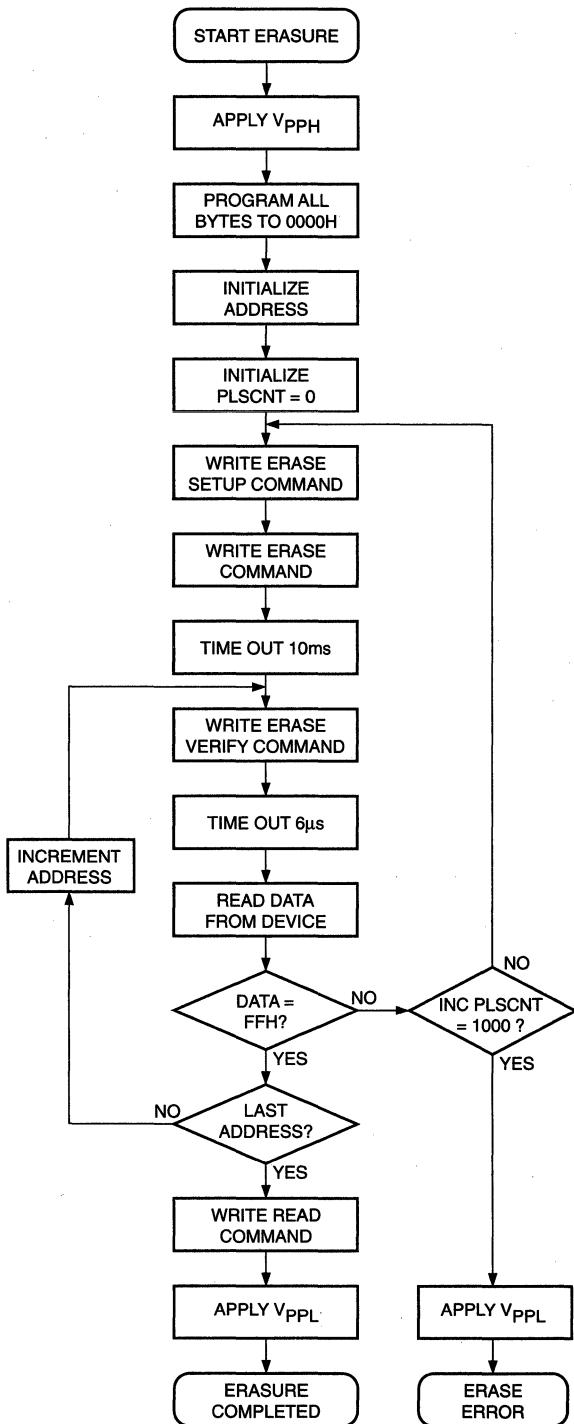 START ERASURE
APPLY VPPH
PROGRAM ALL
BYTES TO 0000H
INITIALIZE
ADDRESS
INITIALIZE
PLSCNT = 0
WRITE ERASE
SETUP COMMAND
WRITE ERASE
COMMAND
TIME OUT 10ms
WRITE ERASE
VERIFY COMMAND
TIME OUT 6µs
INCREMENT
ADDRESS
READ DATA
FROM DEVICE
DATA =
FFH?
NO
YES
INC PLSCNT
= 1000 ?
NO
YES
LAST
ADDRESS?
NO
YES
WRITE READ
COMMAND
APPLY VPPL
APPLY VPPL
ERASURE
COMPLETED
ERASE
ERROR